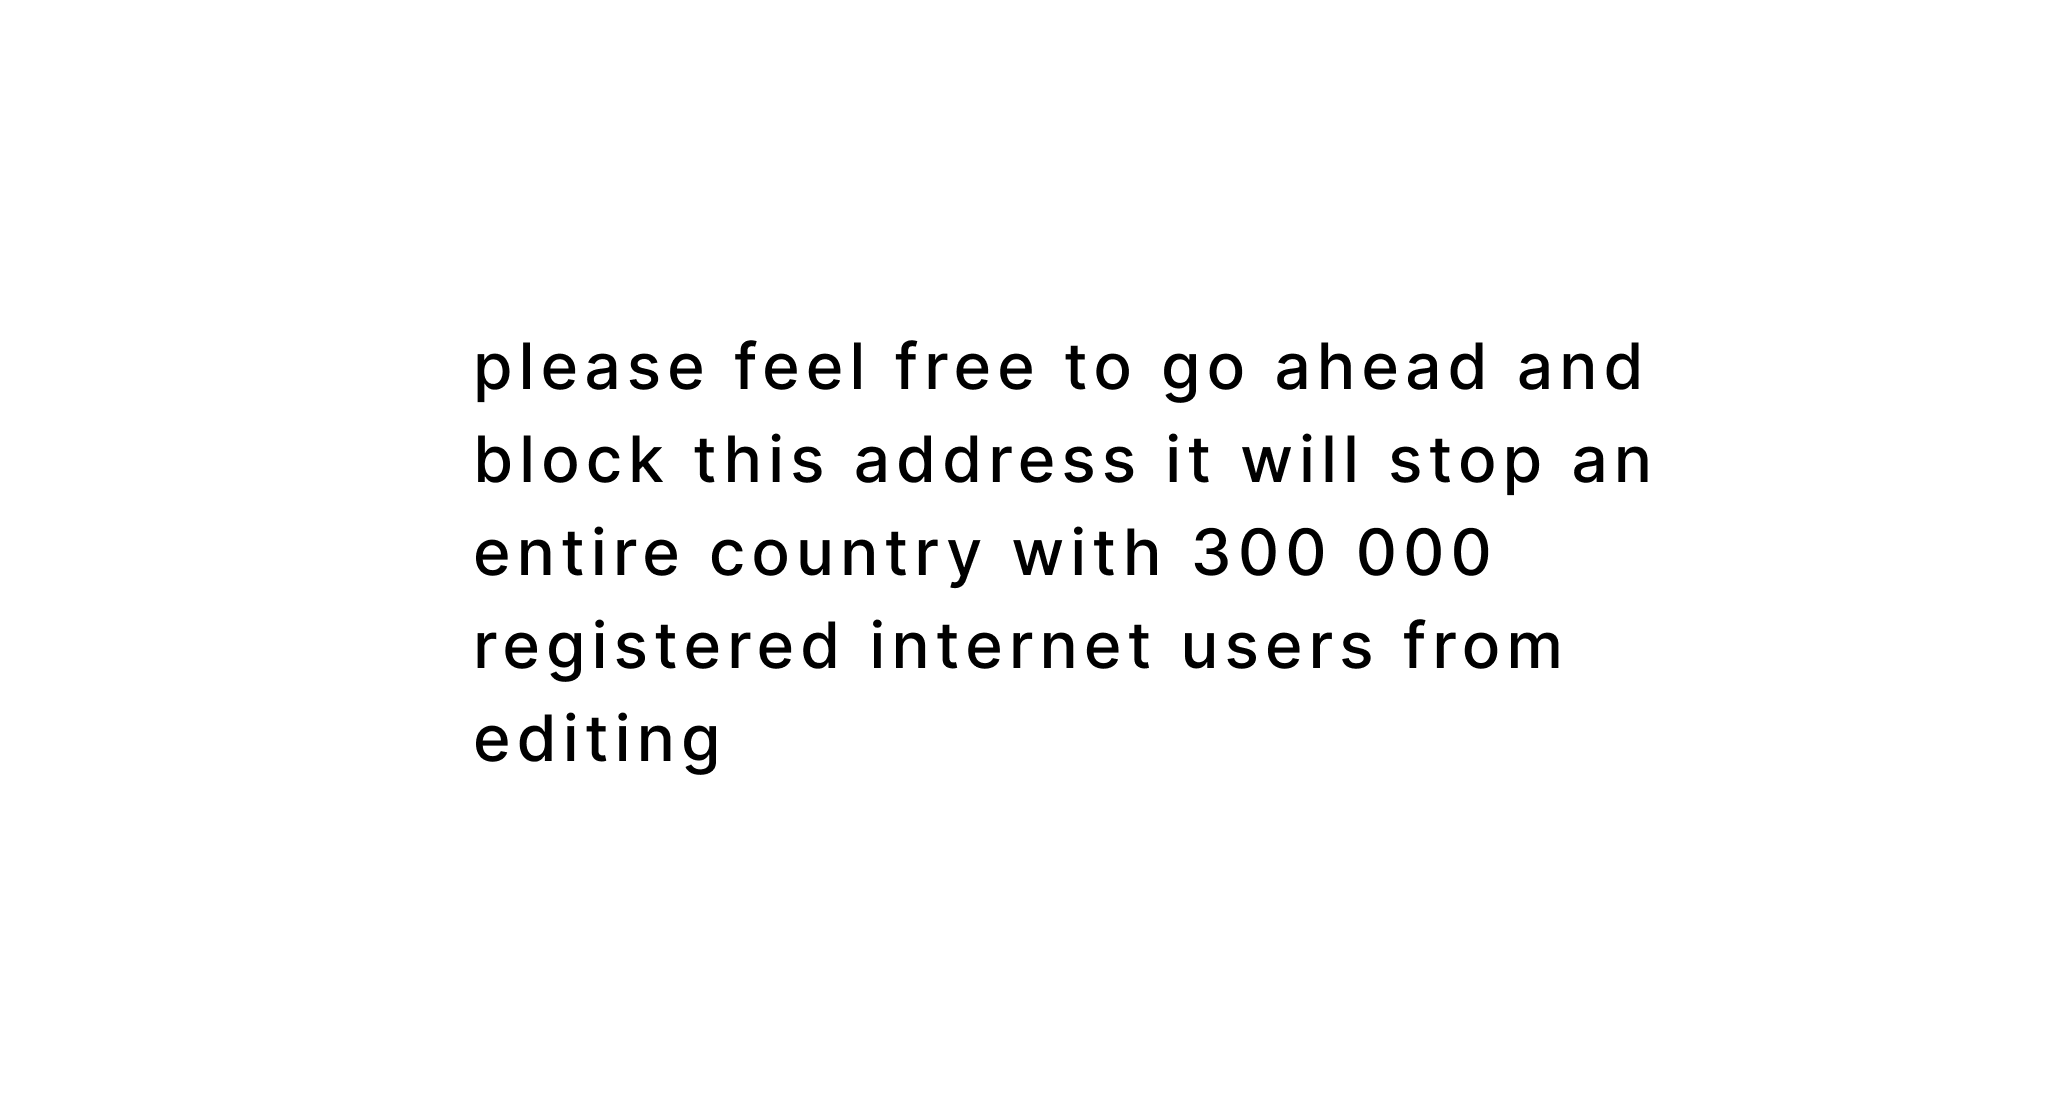 please feel free to go ahead and
block this address it will stop an
entire country with 300 000
registered internet users from
editing